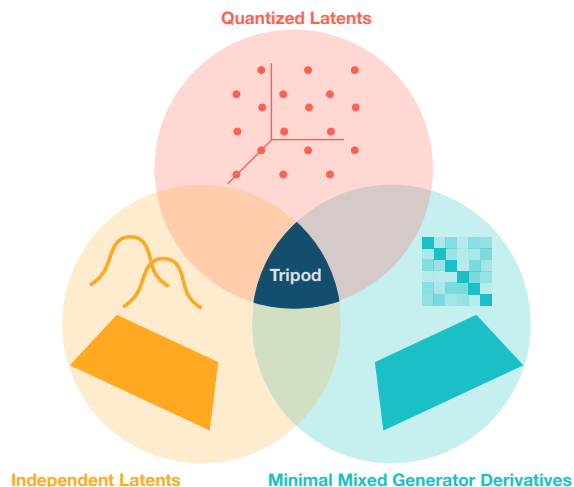 Quantized Latents
Tripod
Independent Latents
Minimal Mixed Generator Derivatives